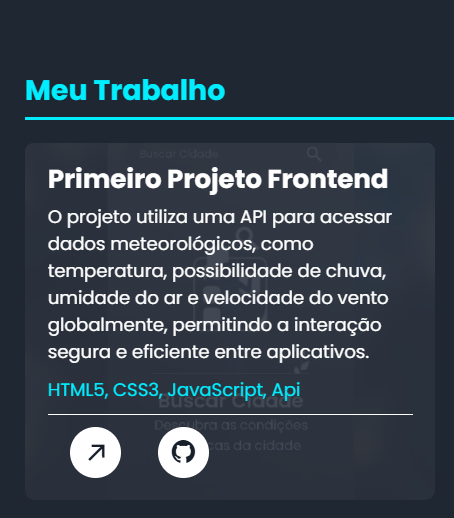 Meu Trabalho
Buscar Cidade
Primeiro Projeto Frontend
O projeto utiliza uma API para acessar
dados meteorológicos, como
temperatura, possibilidade de chuva,
umidade do ar e velocidade do vento
globalmente, permitindo a interação
segura e eficiente entre aplicativos.
HTML5, CSS3, JavaScript, Api
Buscar Cidade
Descubra as condições
da cidade